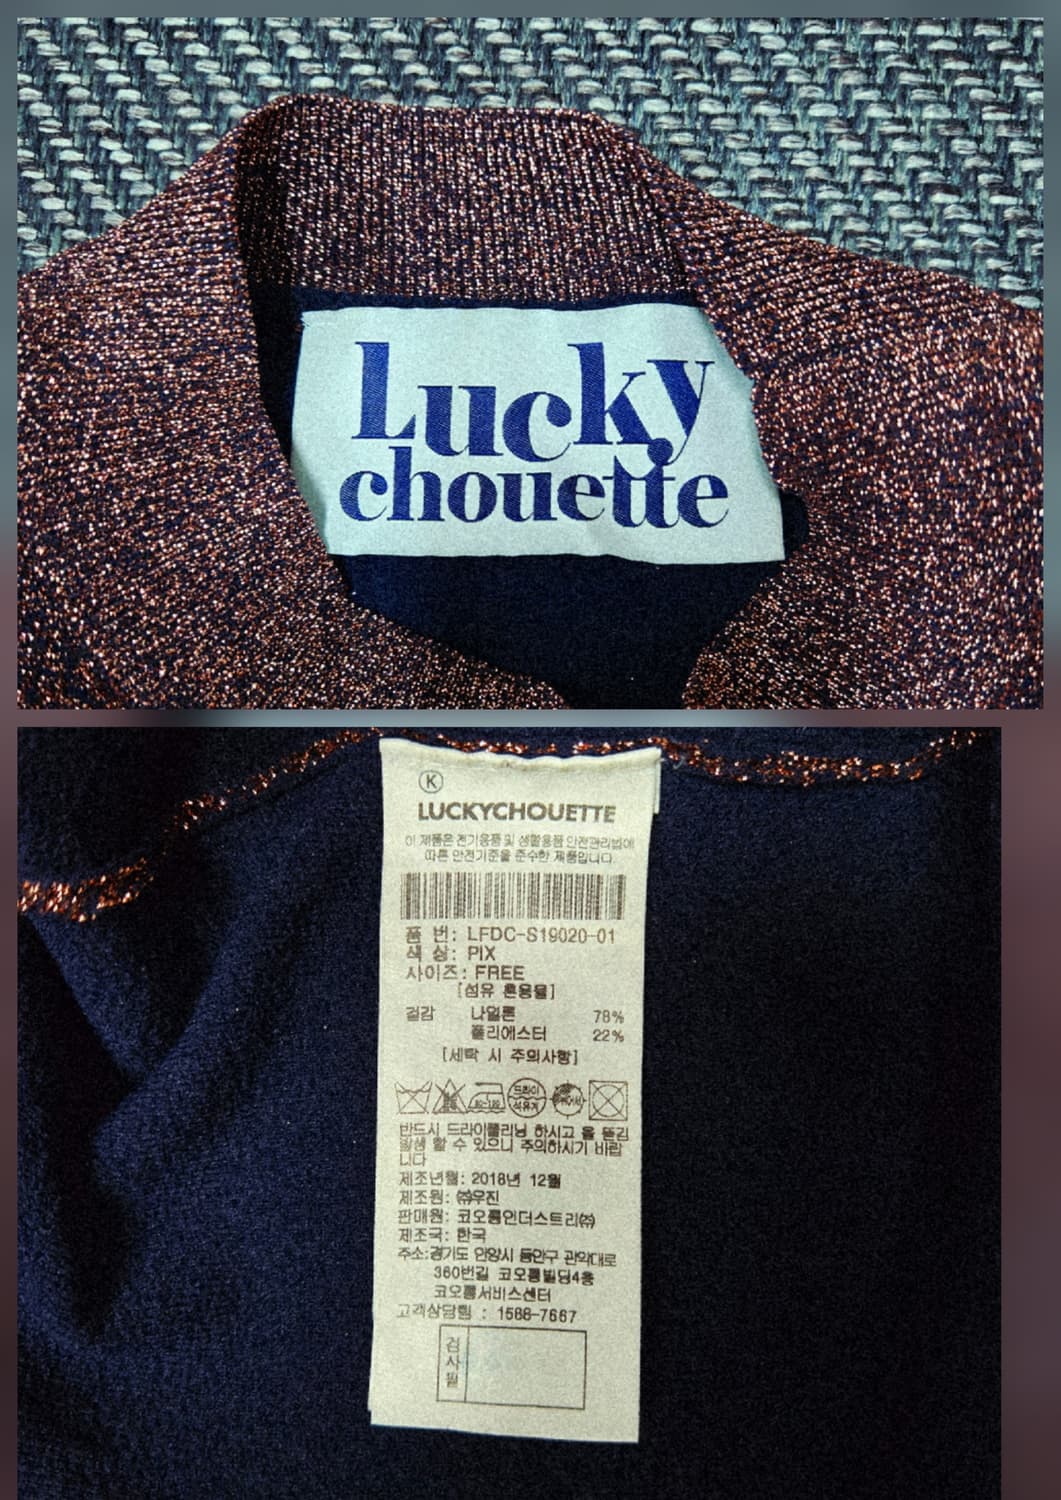 Lucky
chouette
K
LUCKYCHOUETTE
이 제품은 전기용품 및 생활용품 안전관리법에
따른 안전기준을 준수한 제품입니다.
품 번: LFDC-S19020-01
색 상: PIX
사이즈: FREE
[섬유 혼용율]
겉감 나일론 78%
폴리에스터 22%
[세탁 시 주의사항]
드라이
석유계
반드시 드라이클리닝 하시고 올 뜯김
발생 할 수 있으니 주의하시기 바랍
니다
제조년월: 2018년 12월
제조원: ㈜우진
판매원: 코오롱인더스트리㈜
제조국: 한국
주소:경기도 안양시 동안구 관악대로
360번길 코오롱빌딩4층
코오롱서비스센터
고객상담팀 : 1588-7667
검
사
필